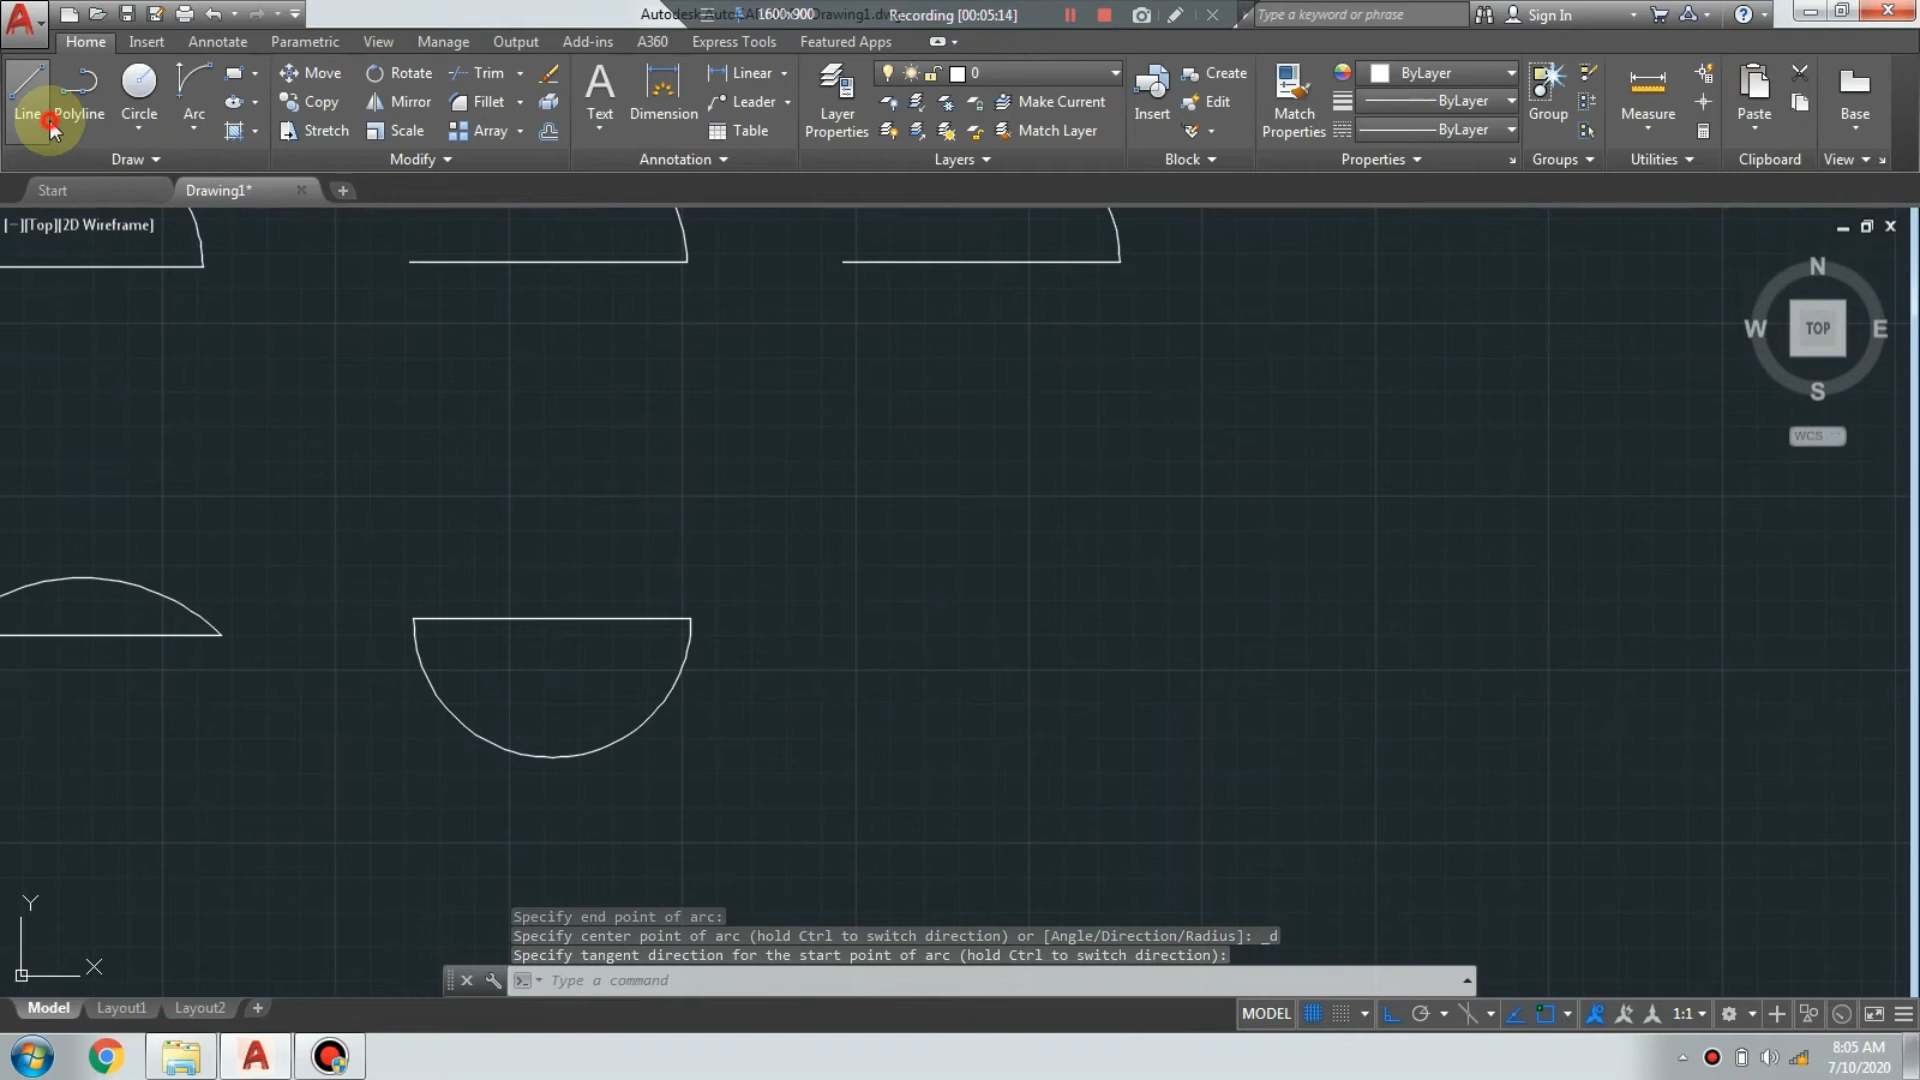 Autodesk Aut
1600x900
Drawing1.dw
Recording [00:05:14]
Type a keyword or phrase
Sign In
Home
Insert
Annotate
Parametric
View
Manage
Output
Add-ins
A360
Express Tools
Featured Apps
Line
Polyline
Circle
Arc
Draw
Move
Rotate
Trim
Copy
Mirror
Fillet
Stretch
Scale
Array
Modify
Text
Dimension
Linear
Leader
Table
Annotation
Layer
Properties
0
Make Current
Match Layer
Layers
Insert
Create
Edit
Block
Match
Properties
ByLayer
ByLayer
ByLayer
Properties
Group
Groups
Measure
Utilities
Paste
Clipboard
Base
View
Start
Drawing1*
[−][Top][2D Wireframe]
N
W
TOP
E
S
WCS
Y
X
Specify end point of arc:
Specify center point of arc (hold Ctrl to switch direction) or [Angle/Direction/Radius]: _d
Specify tangent direction for the start point of arc (hold Ctrl to switch direction):
Type a command
Model
Layout1
Layout2
MODEL
1:1
8:05 AM
7/10/2020